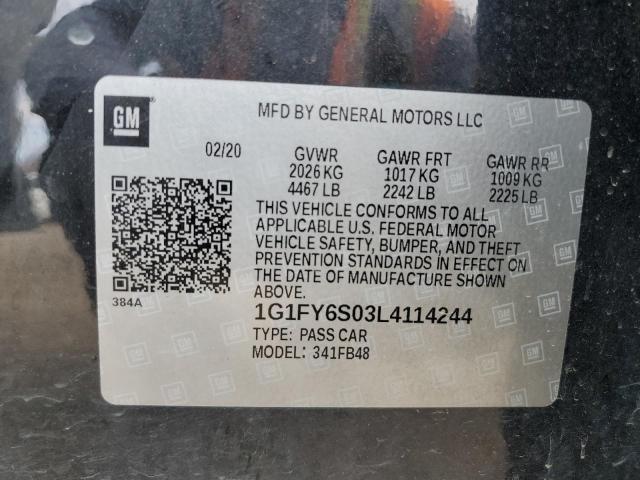 GM
MFD BY GENERAL MOTORS LLC
02/20 GVWR GAWR FRT GAWR RR
2026 KG 1017 KG 1009 KG
4467 LB 2242 LB 2225 LB
THIS VEHICLE CONFORMS TO ALL
APPLICABLE U.S. FEDERAL MOTOR
VEHICLE SAFETY, BUMPER, AND THEFT
PREVENTION STANDARDS IN EFFECT ON
THE DATE OF MANUFACTURE SHOWN
ABOVE.
384A
1G1FY6S03L4114244
TYPE: PASS CAR
MODEL: 341FB48